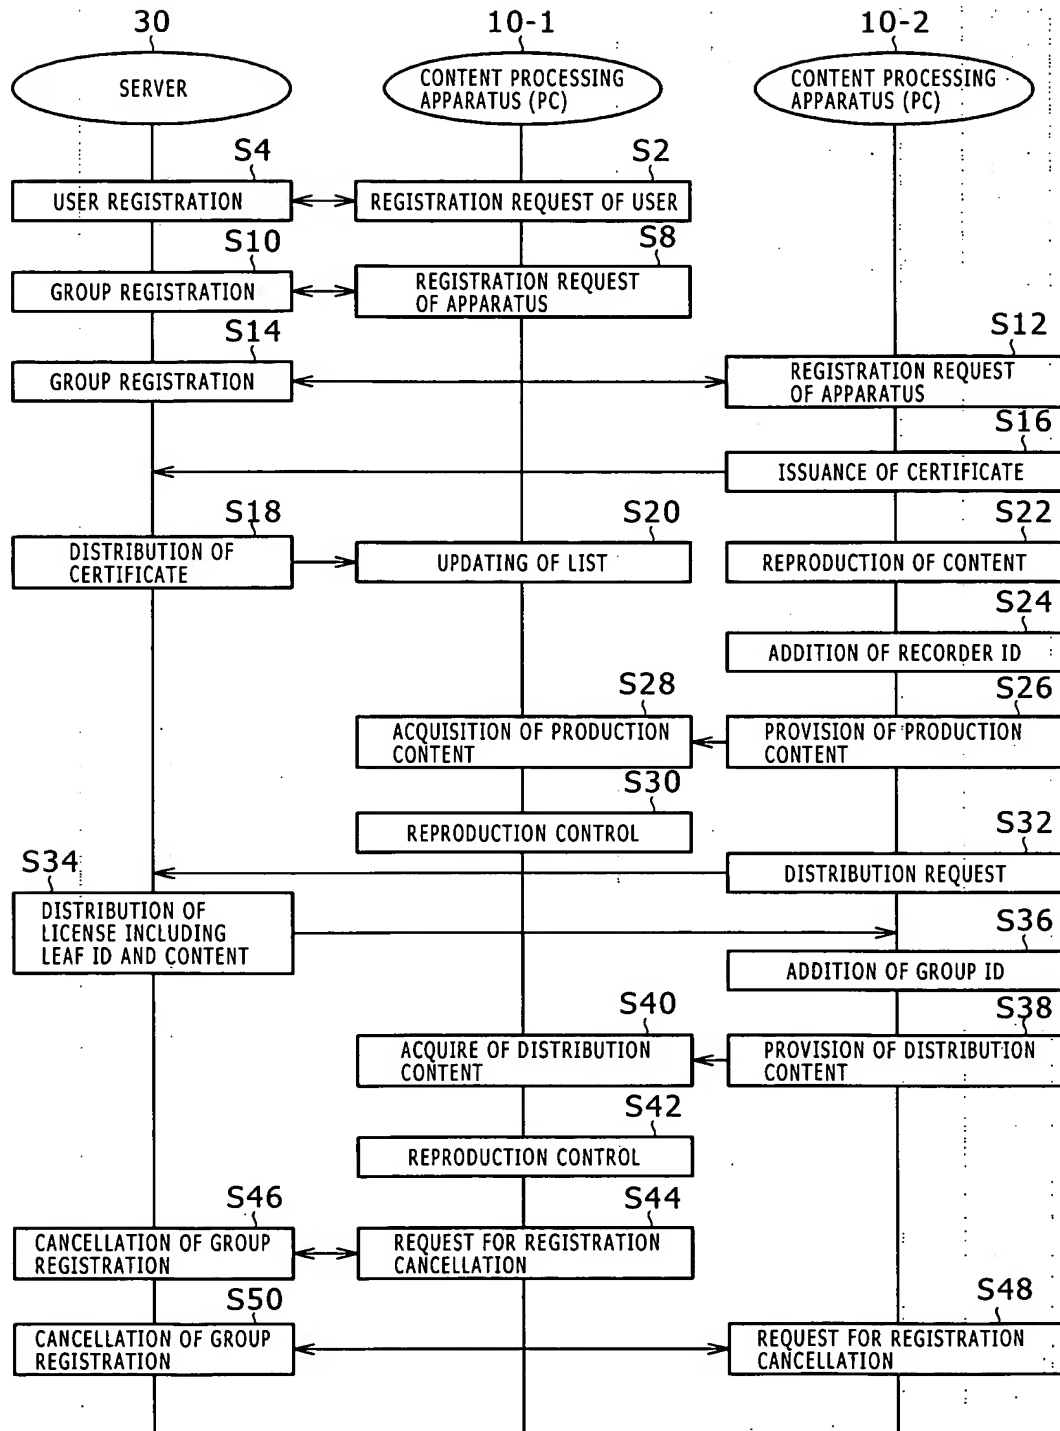 30
10-1
10-2
SERVER
CONTENT PROCESSING
APPARATUS (PC)
CONTENT PROCESSING
APPARATUS (PC)
S4
S2
USER REGISTRATION
REGISTRATION REQUEST OF USER
S10
S8
GROUP REGISTRATION
REGISTRATION REQUEST
OF APPARATUS
S14
S12
GROUP REGISTRATION
REGISTRATION REQUEST
OF APPARATUS
S16
ISSUANCE OF CERTIFICATE
S18
S20
S22
DISTRIBUTION OF
CERTIFICATE
UPDATING OF LIST
REPRODUCTION OF CONTENT
S24
ADDITION OF RECORDER ID
S28
S26
ACQUISITION OF PRODUCTION
CONTENT
PROVISION OF PRODUCTION
CONTENT
S30
REPRODUCTION CONTROL
S32
DISTRIBUTION REQUEST
S34
DISTRIBUTION OF
LICENSE INCLUDING
LEAF ID AND CONTENT
S36
ADDITION OF GROUP ID
S40
S38
ACQUIRE OF DISTRIBUTION
CONTENT
PROVISION OF DISTRIBUTION
CONTENT
S42
REPRODUCTION CONTROL
S46
S44
CANCELLATION OF GROUP
REGISTRATION
REQUEST FOR REGISTRATION
CANCELLATION
S50
S48
CANCELLATION OF GROUP
REGISTRATION
REQUEST FOR REGISTRATION
CANCELLATION